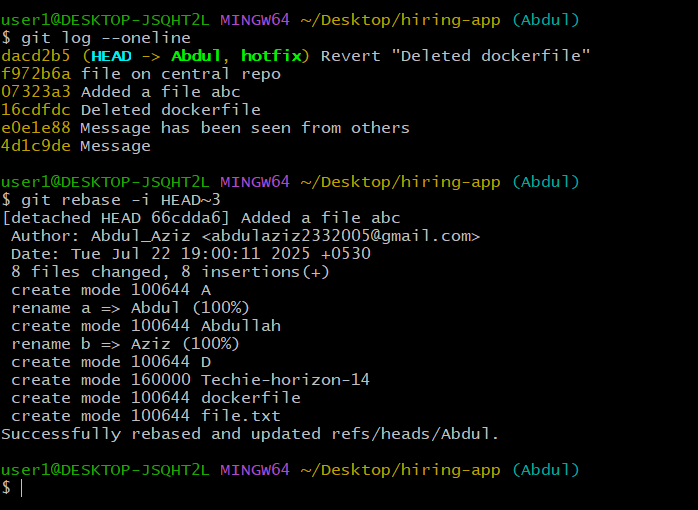 user1@DESKTOP-JSQHT2L MINGW64 ~/Desktop/hiring-app (Abdul)
$ git log --oneline
dacd2b5 (HEAD -> Abdul, hotfix) Revert "Deleted dockerfile"
f972b6a file on central repo
07323a3 Added a file abc
16cdfdc Deleted dockerfile
e0e1e88 Message has been seen from others
4d1c9de Message
user1@DESKTOP-JSQHT2L MINGW64 ~/Desktop/hiring-app (Abdul)
$ git rebase -i HEAD~3
[detached HEAD 66cdda6] Added a file abc
Author: Abdul_Aziz <abdulaziz2332005@gmail.com>
Date: Tue Jul 22 19:00:11 2025 +0530
8 files changed, 8 insertions(+)
create mode 100644 A
rename a => Abdul (100%)
create mode 100644 Abdullah
rename b => Aziz (100%)
create mode 100644 D
create mode 160000 Techie-horizon-14
create mode 100644 dockerfile
create mode 100644 file.txt
Successfully rebased and updated refs/heads/Abdul.
user1@DESKTOP-JSQHT2L MINGW64 ~/Desktop/hiring-app (Abdul)
$